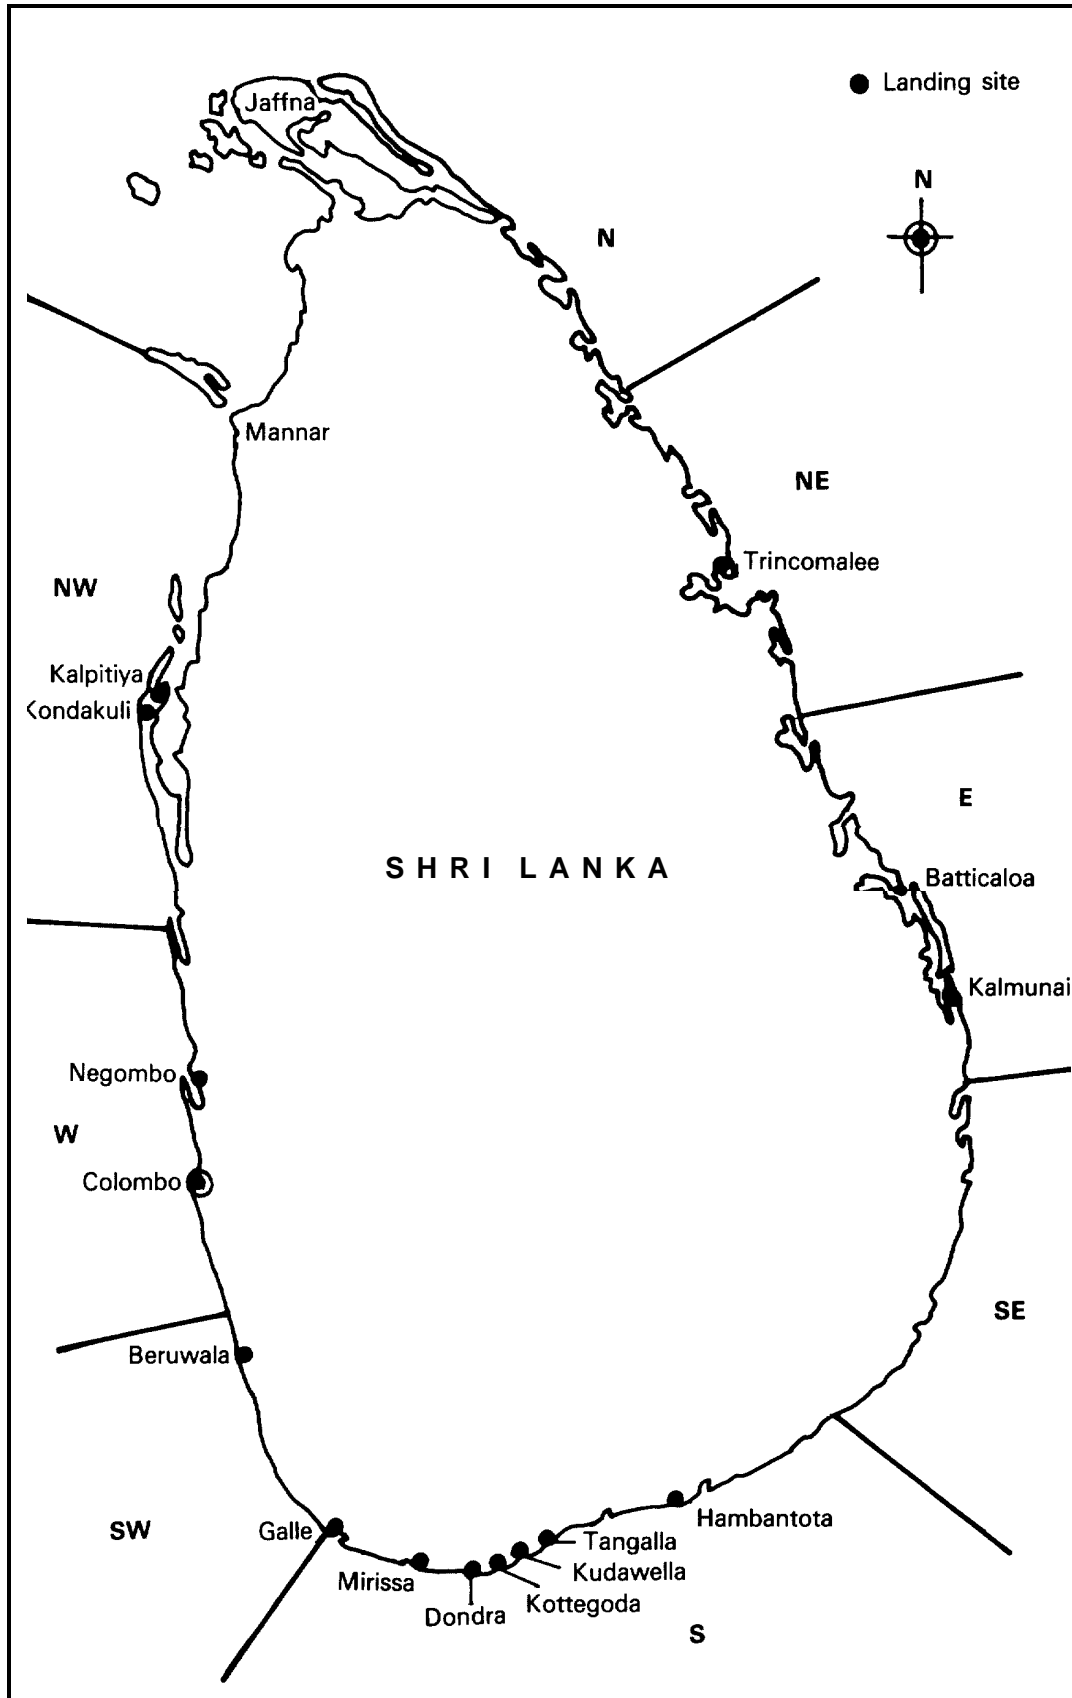 Landing site
Jaffna
N
N
Mannar
NE
Trincomalee
NW
Kalpitiya
Kondakuli
E
SHRI LANKA
Batticaloa
Kalmunai
Negombo
W
Colombo
SE
Beruwala
Hambantota
SW
Galle
Tangalla
Kudawella
Mirissa
Kottegoda
Dondra
S